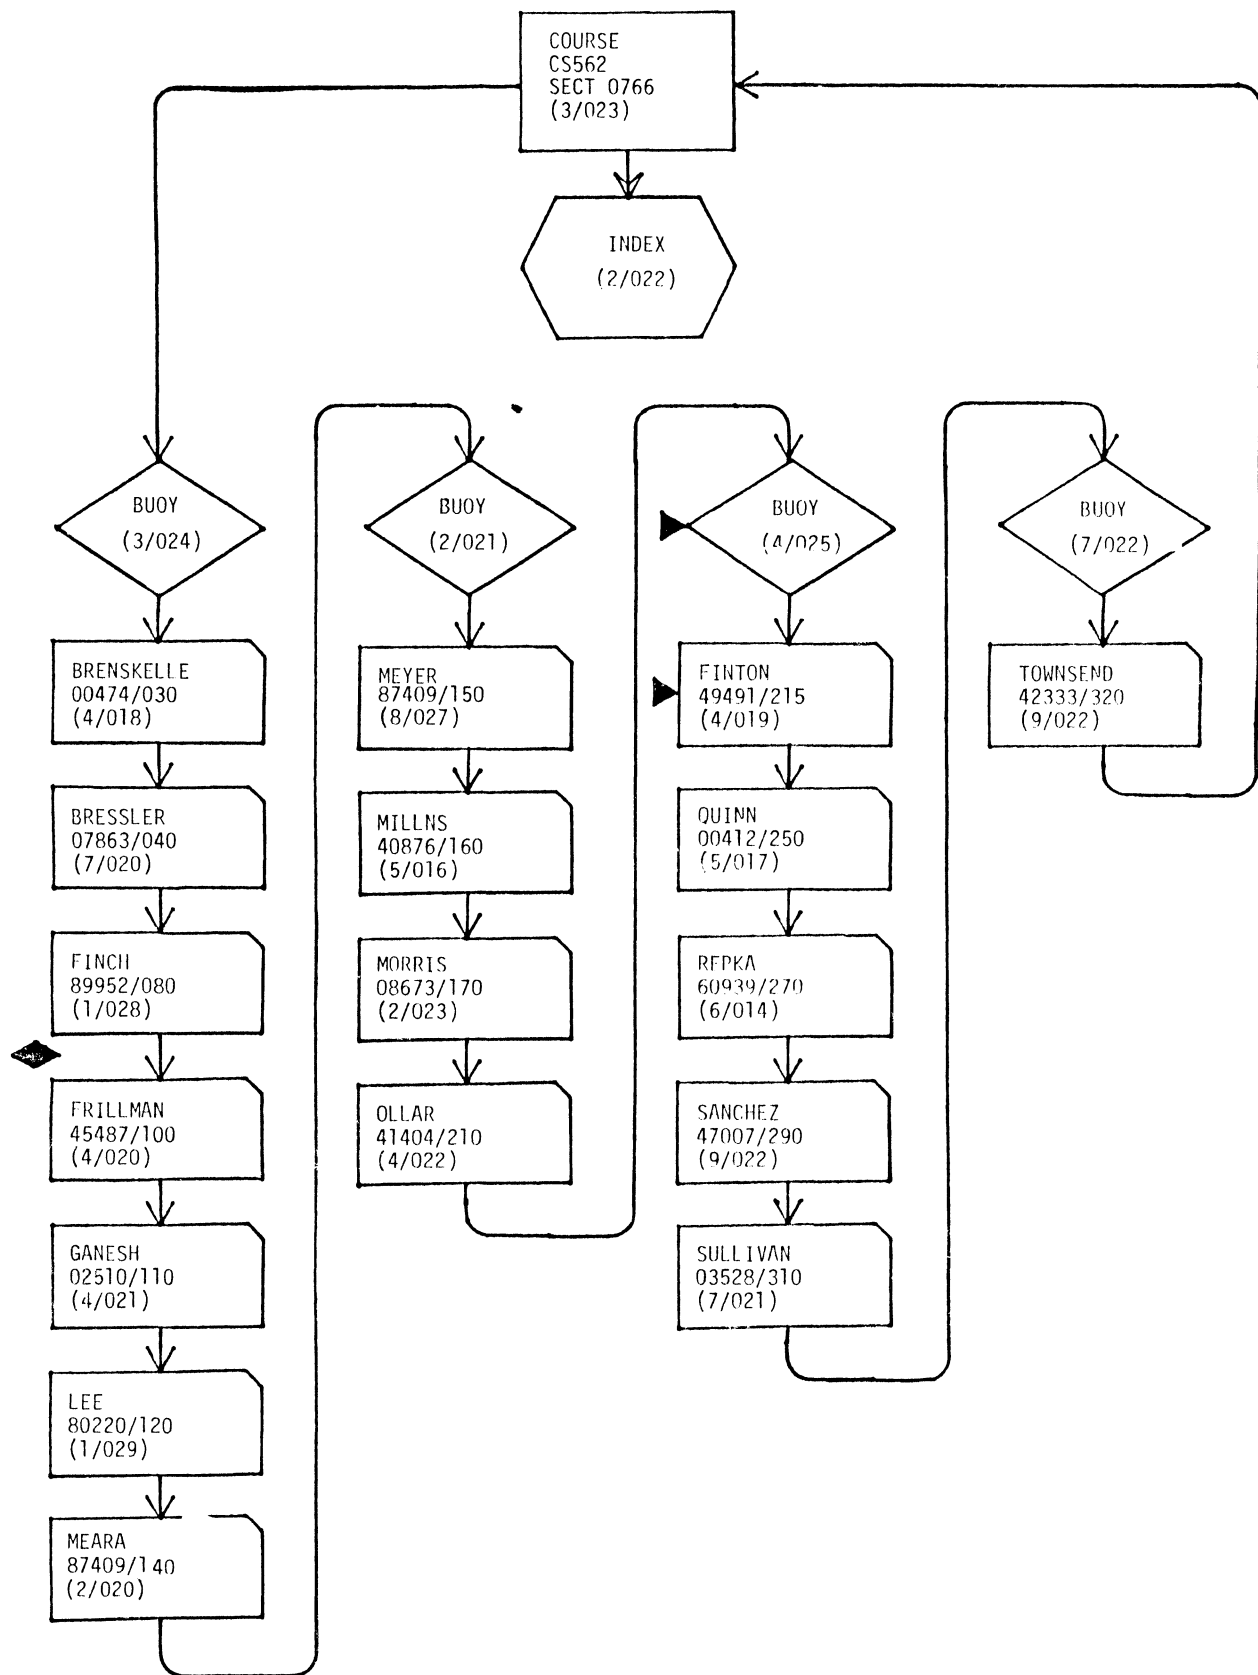 COURSE
CS562
SECT 0766
(3/023)
INDEX
(2/022)
BUOY
(3/024)
BRENSKELLE
00474/030
(4/018)
BRESSLER
07863/040
(7/020)
FINCH
89952/080
(1/028)
FRILLMAN
45487/100
(4/020)
GANESH
02510/110
(4/021)
LEE
80220/120
(1/029)
MEARA
87409/140
(2/020)
BUOY
(2/021)
MEYER
87409/150
(8/027)
MILLNS
40876/160
(5/016)
MORRIS
08673/170
(2/023)
OLLAR
41404/210
(4/022)
BUOY
(4/025)
FINTON
49491/215
(4/019)
QUINN
00412/250
(5/017)
REPKA
60939/270
(6/014)
SANCHEZ
47007/290
(9/022)
SULLIVAN
03528/310
(7/021)
BUOY
(7/022)
TOWNSEND
42333/320
(9/022)